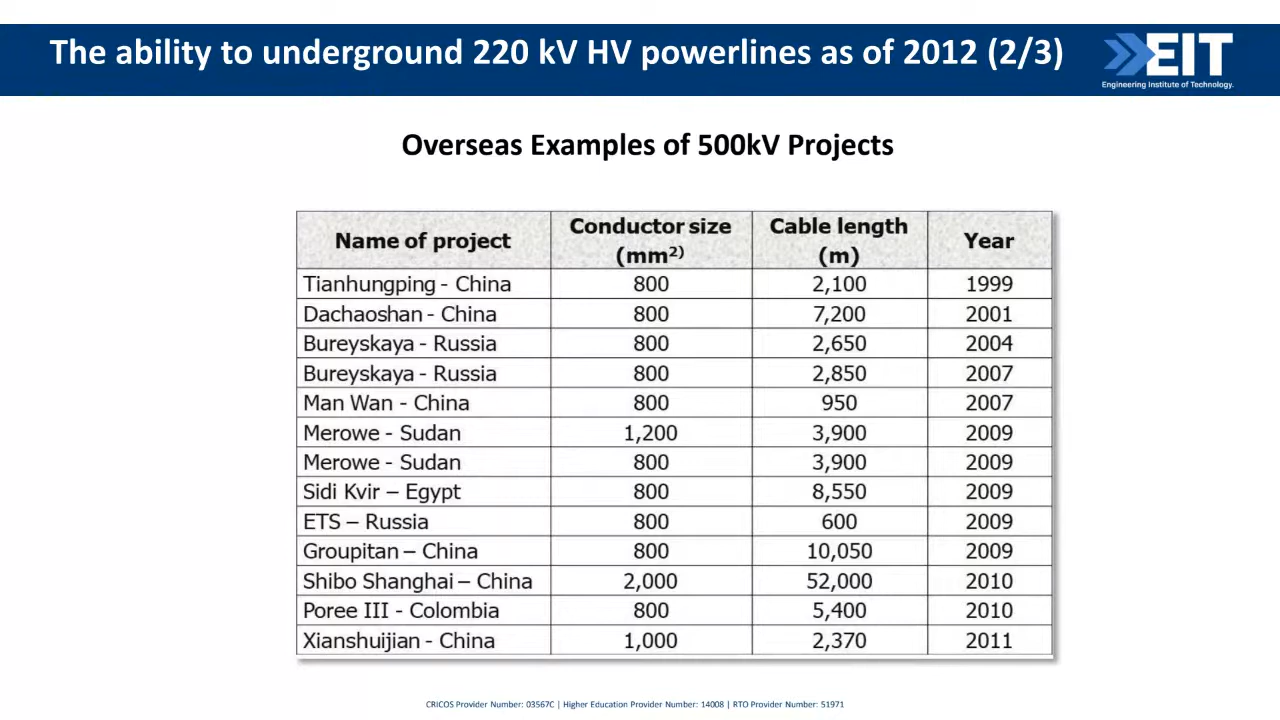 The ability to underground 220 kV HV powerlines as of 2012 (2/3)
EIT
Engineering Institute of Technology.
Overseas Examples of 500kV Projects
Name of project Conductor size (mm²) Cable length (m) Year
Tianhungping - China 800 2,100 1999
Dachaoshan - China 800 7,200 2001
Bureyskaya - Russia 800 2,650 2004
Bureyskaya - Russia 800 2,850 2007
Man Wan - China 800 950 2007
Merowe - Sudan 1,200 3,900 2009
Merowe - Sudan 800 3,900 2009
Sidi Kvir – Egypt 800 8,550 2009
ETS – Russia 800 600 2009
Groupitan – China 800 10,050 2009
Shibo Shanghai – China 2,000 52,000 2010
Poree III - Colombia 800 5,400 2010
Xianshuijian - China 1,000 2,370 2011
CRICOS Provider Number: 03567C | Higher Education Provider Number: 14008 | RTO Provider Number: 51971